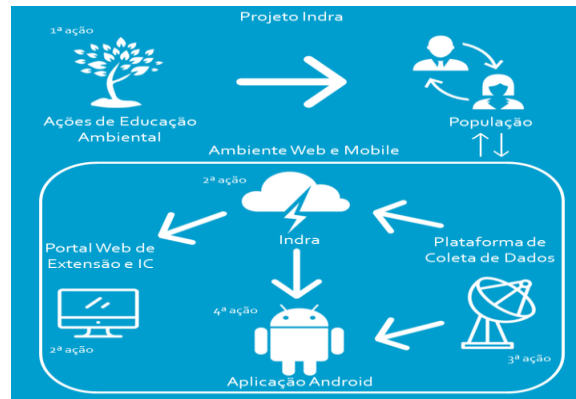 Projeto Indra
1ª ação
Ações de Educação
Ambiental
População
Ambiente Web e Mobile
2ª ação
Indra
Portal Web de
Extensão e IC
Plataforma de
Coleta de Dados
2ª ação
4ª ação
3ª ação
Aplicação Android